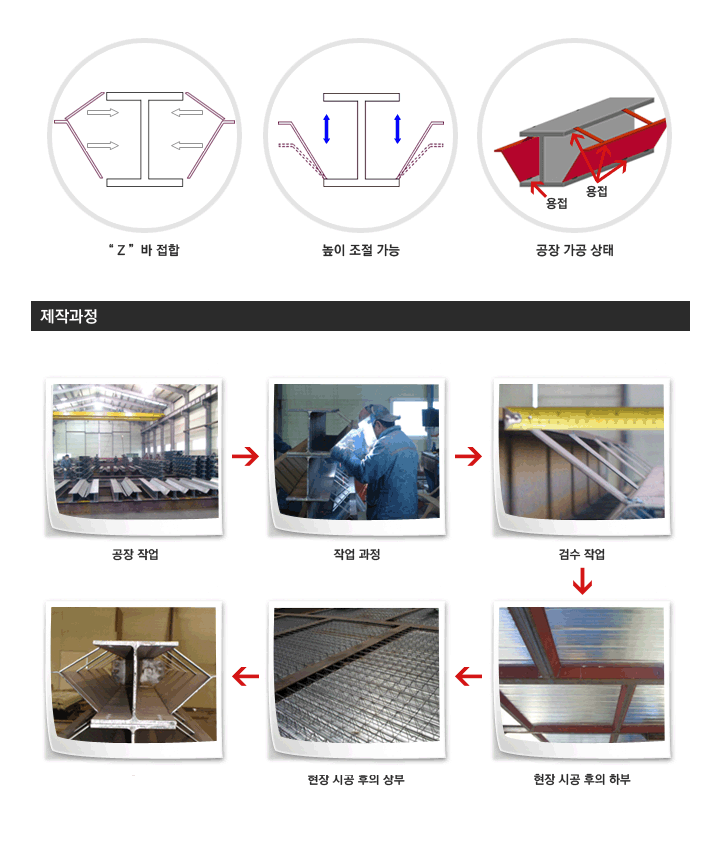 용접
용접
“ Z ” 바 접합
높이 조절 가능
공장 가공 상태
제작과정
공장 작업
작업 과정
검수 작업
현장 시공 후의 상부
현장 시공 후의 하부